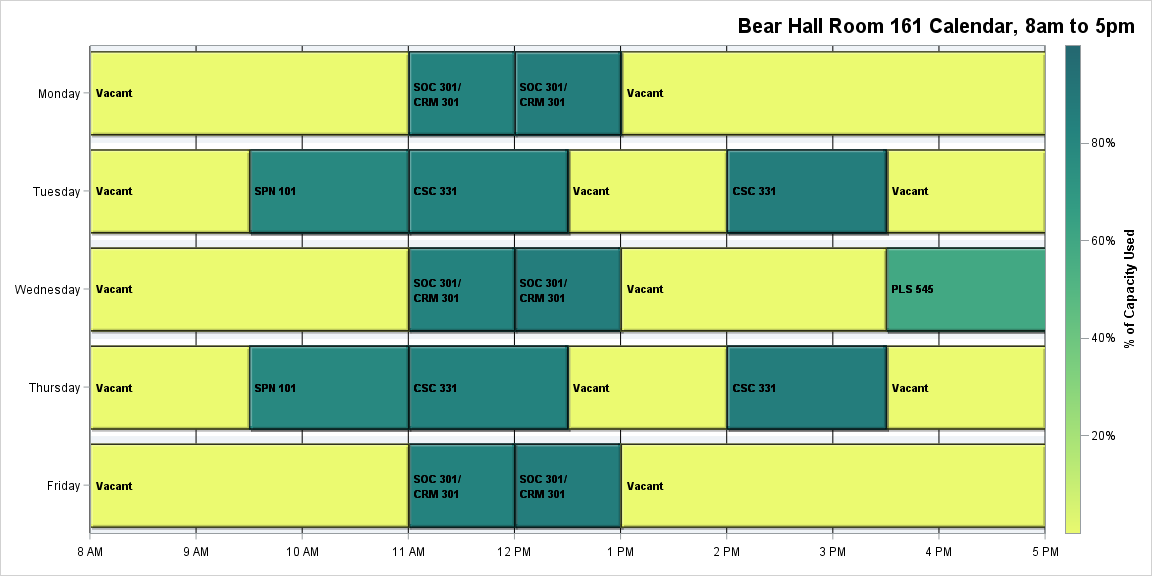 Bear Hall Room 161 Calendar, 8am to 5pm
Monday
Vacant
SOC 301/
CRM 301
SOC 301/
CRM 301
Vacant
Tuesday
Vacant
SPN 101
CSC 331
Vacant
CSC 331
Vacant
Wednesday
Vacant
SOC 301/
CRM 301
SOC 301/
CRM 301
Vacant
PLS 545
Thursday
Vacant
SPN 101
CSC 331
Vacant
CSC 331
Vacant
Friday
Vacant
SOC 301/
CRM 301
SOC 301/
CRM 301
Vacant
8 AM
9 AM
10 AM
11 AM
12 PM
1 PM
2 PM
3 PM
4 PM
5 PM
80%
60%
40%
20%
% of Capacity Used